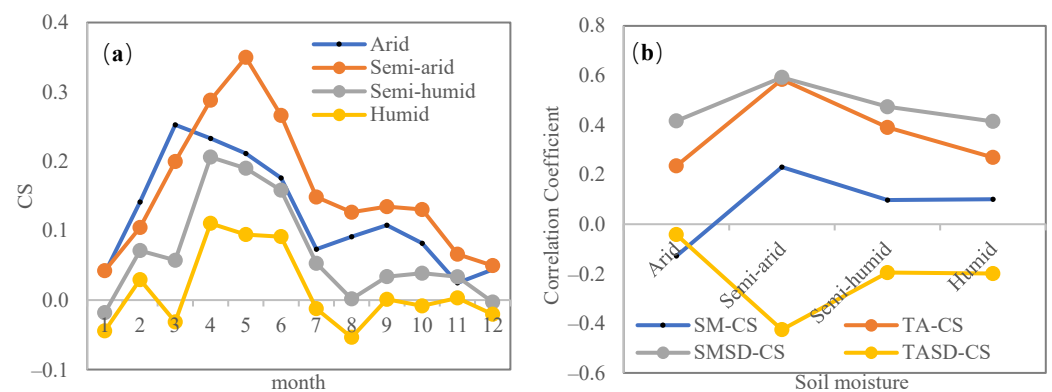 (a)
Arid
Semi-arid
Semi-humid
Humid
0.4
0.3
0.2
0.1
0.0
–0.1
CS
1 2 3 4 5 6 7 8 9 10 11 12
month
(b)
0.8
0.6
0.4
0.2
0.0
–0.2
–0.4
–0.6
Correlation Coefficient
Arid
Semi-arid
Semi-humid
Humid
SM-CS
TA-CS
SMSD-CS
TASD-CS
Soil moisture